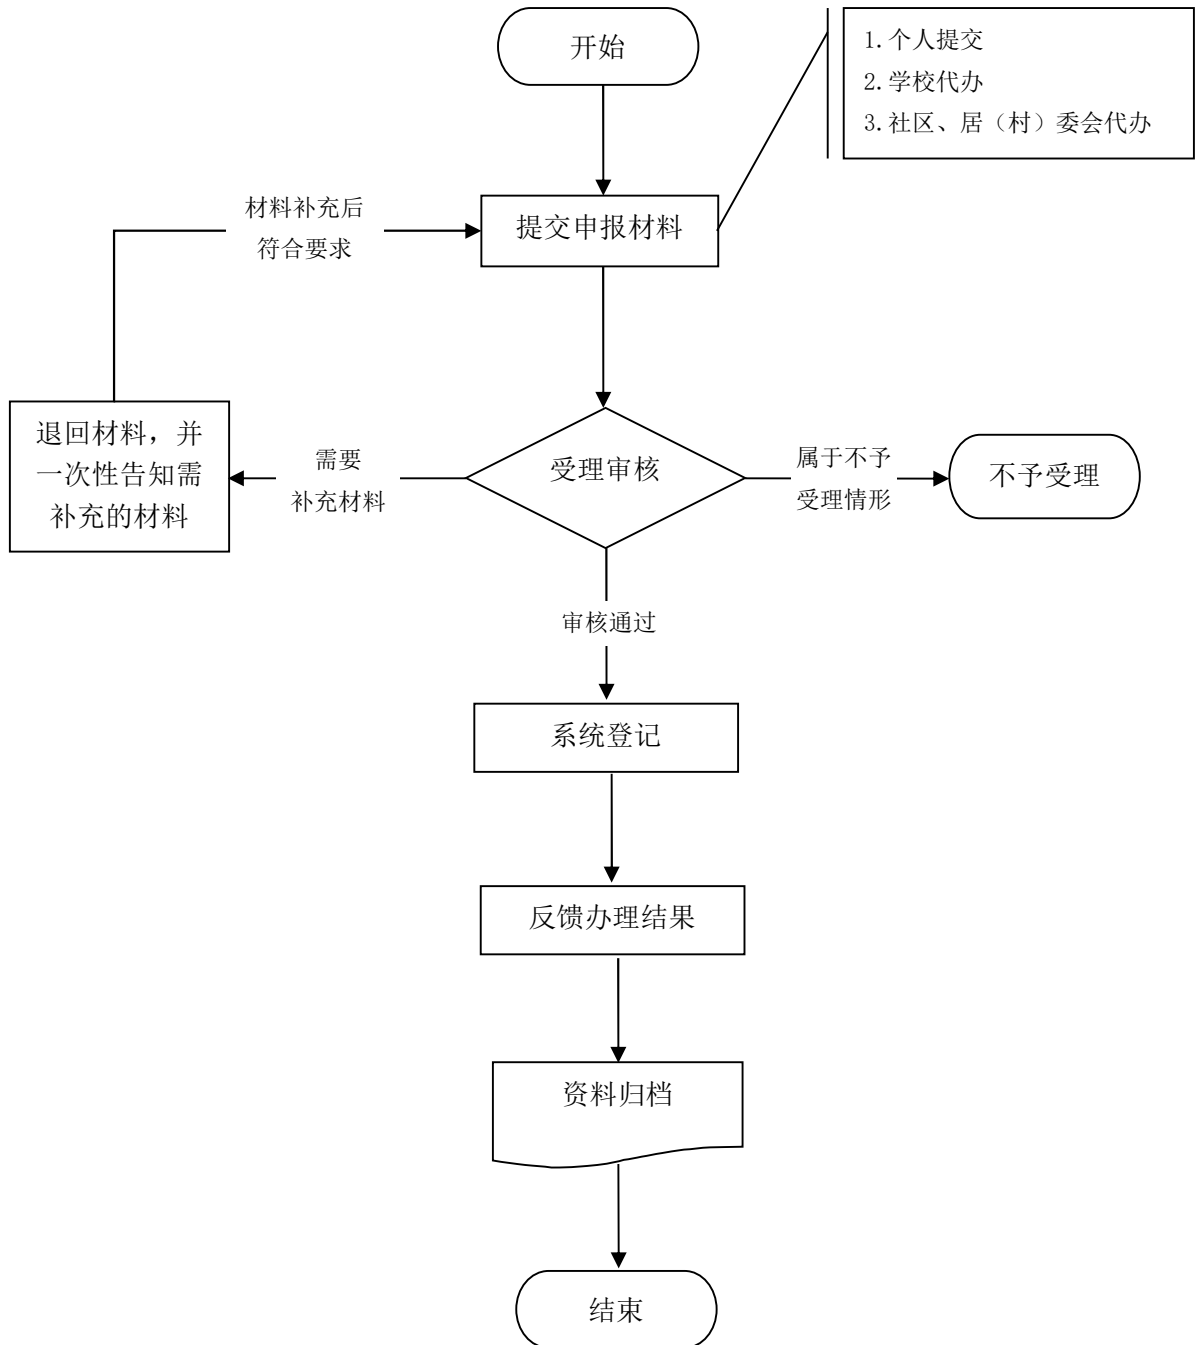 开始
1.个人提交
2.学校代办
3.社区、居（村）委会代办
材料补充后
符合要求
提交申报材料
退回材料，并
一次性告知需
补充的材料
需要
补充材料
受理审核
属于不予
受理情形
不予受理
审核通过
系统登记
反馈办理结果
资料归档
结束